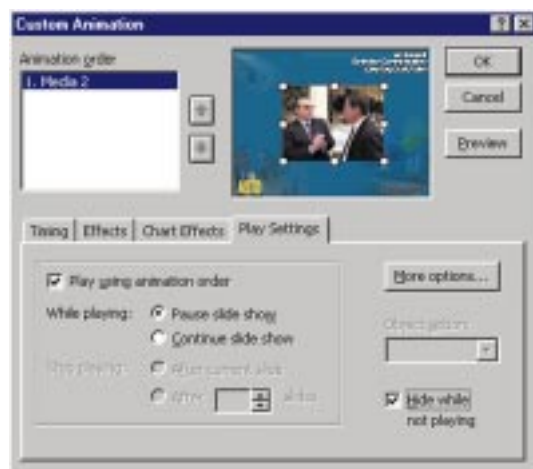 Custom Animation
Animation order
1. Media 2
OK
Cancel
Preview
Timing
Effects
Chart Effects
Play Settings
Play using animation order
While playing:
Pause slide show
Continue slide show
Stop playing:
After current slide
After
slides
More options...
Object action:
Hide while
not playing